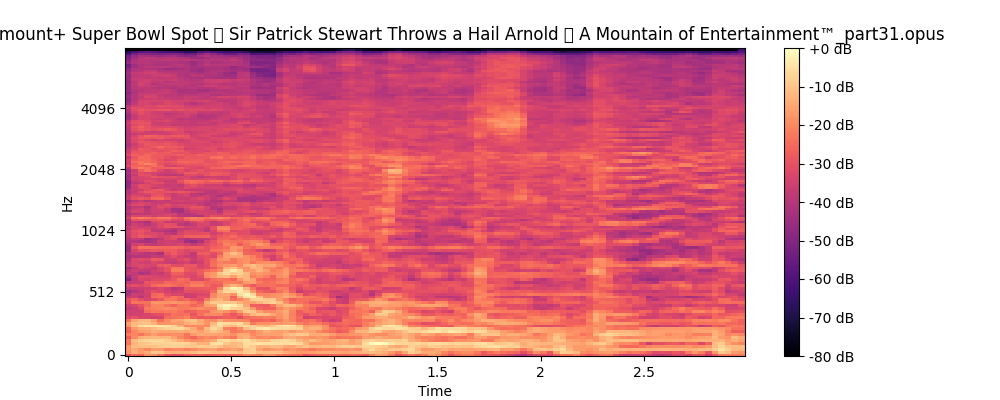 mount+ Super Bowl Spot ▯ Sir Patrick Stewart Throws a Hail Arnold ▯ A Mountain of Entertainment™ part31.opus
Hz
4096
2048
1024
512
0
0
0.5
1
1.5
2
2.5
Time
+0 dB
-10 dB
-20 dB
-30 dB
-40 dB
-50 dB
-60 dB
-70 dB
-80 dB